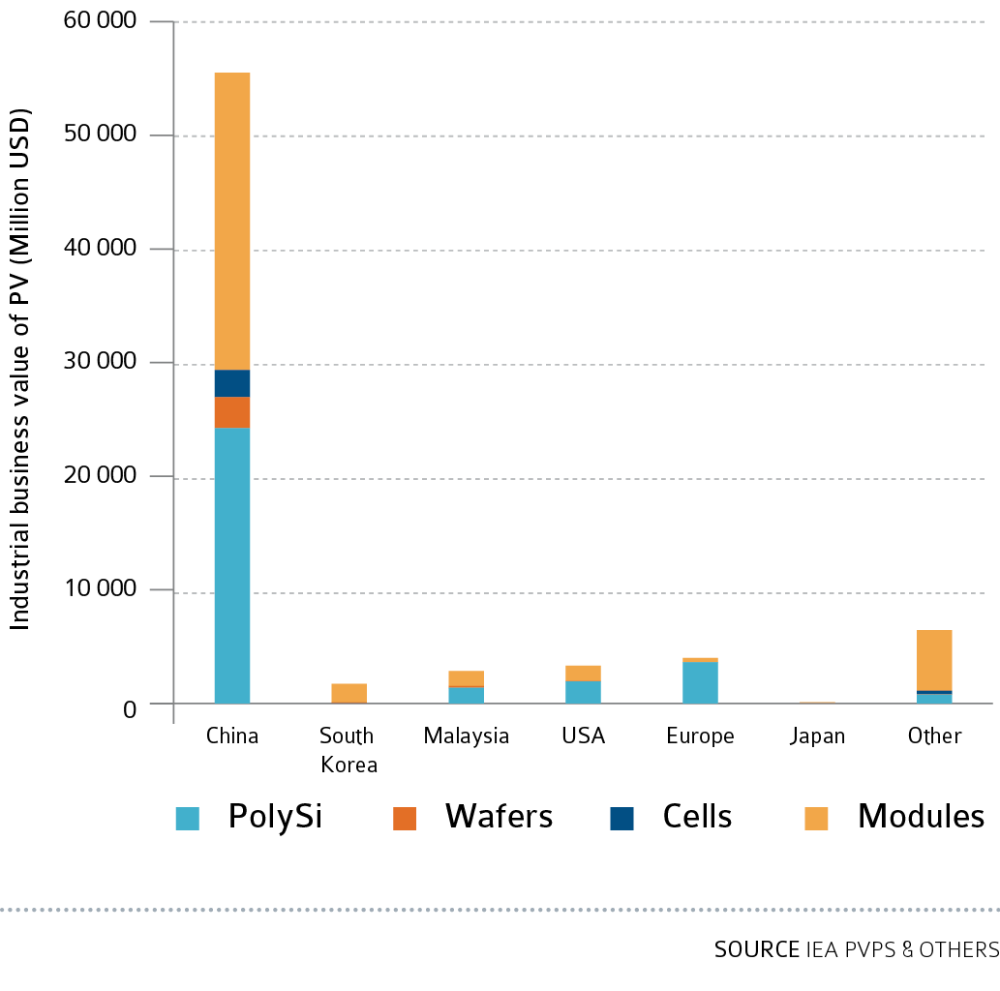 60 000
50 000
40 000
30 000
20 000
10 000
0
Industrial business value of PV (Million USD)
China
South
Korea
Malaysia
USA
Europe
Japan
Other
PolySi
Wafers
Cells
Modules
SOURCE IEA PVPS & OTHERS